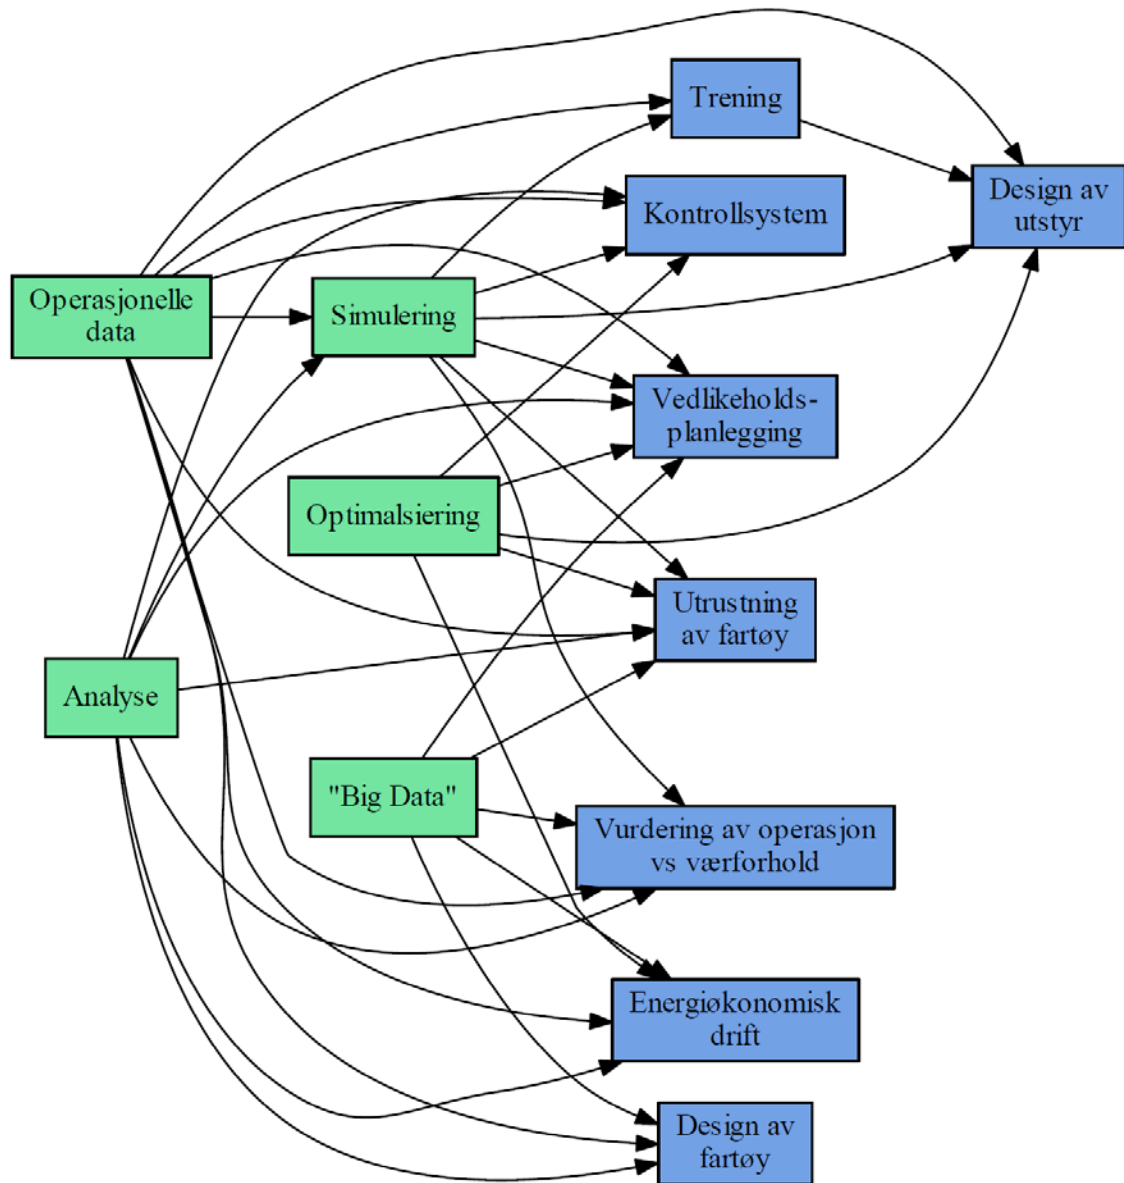 Trening
Design av
utstyr
Kontrollsystem
Operasjonelle
data
Simulering
Vedlikeholds-
planlegging
Optimalsiering
Utrustning
av fartøy
Analyse
"Big Data"
Vurdering av operasjon
vs værforhold
Energiøkonomisk
drift
Design av
fartøy